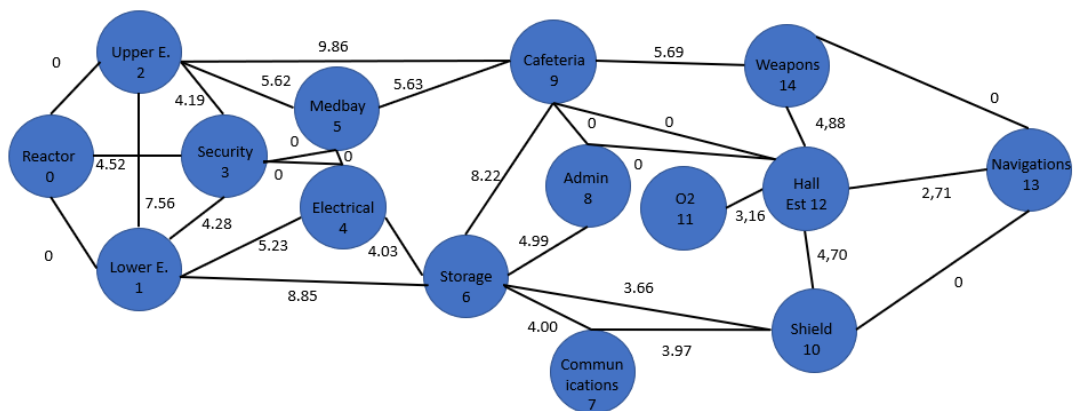 Upper E.
2
9.86
Cafeteria
9
5.69
Weapons
14
0
5.62
Medbay
5
5.63
4.19
0
0
0
0
4,88
Reactor
0
4.52
Security
3
0
0
0
Admin
8
0
O2
11
Hall
Est 12
Navigations
13
2,71
7.56
8.22
3,16
Electrical
4
4.28
5.23
4.03
4.99
4,70
0
Lower E.
1
8.85
Storage
6
3.66
0
4.00
3.97
Shield
10
Commun
ications
7